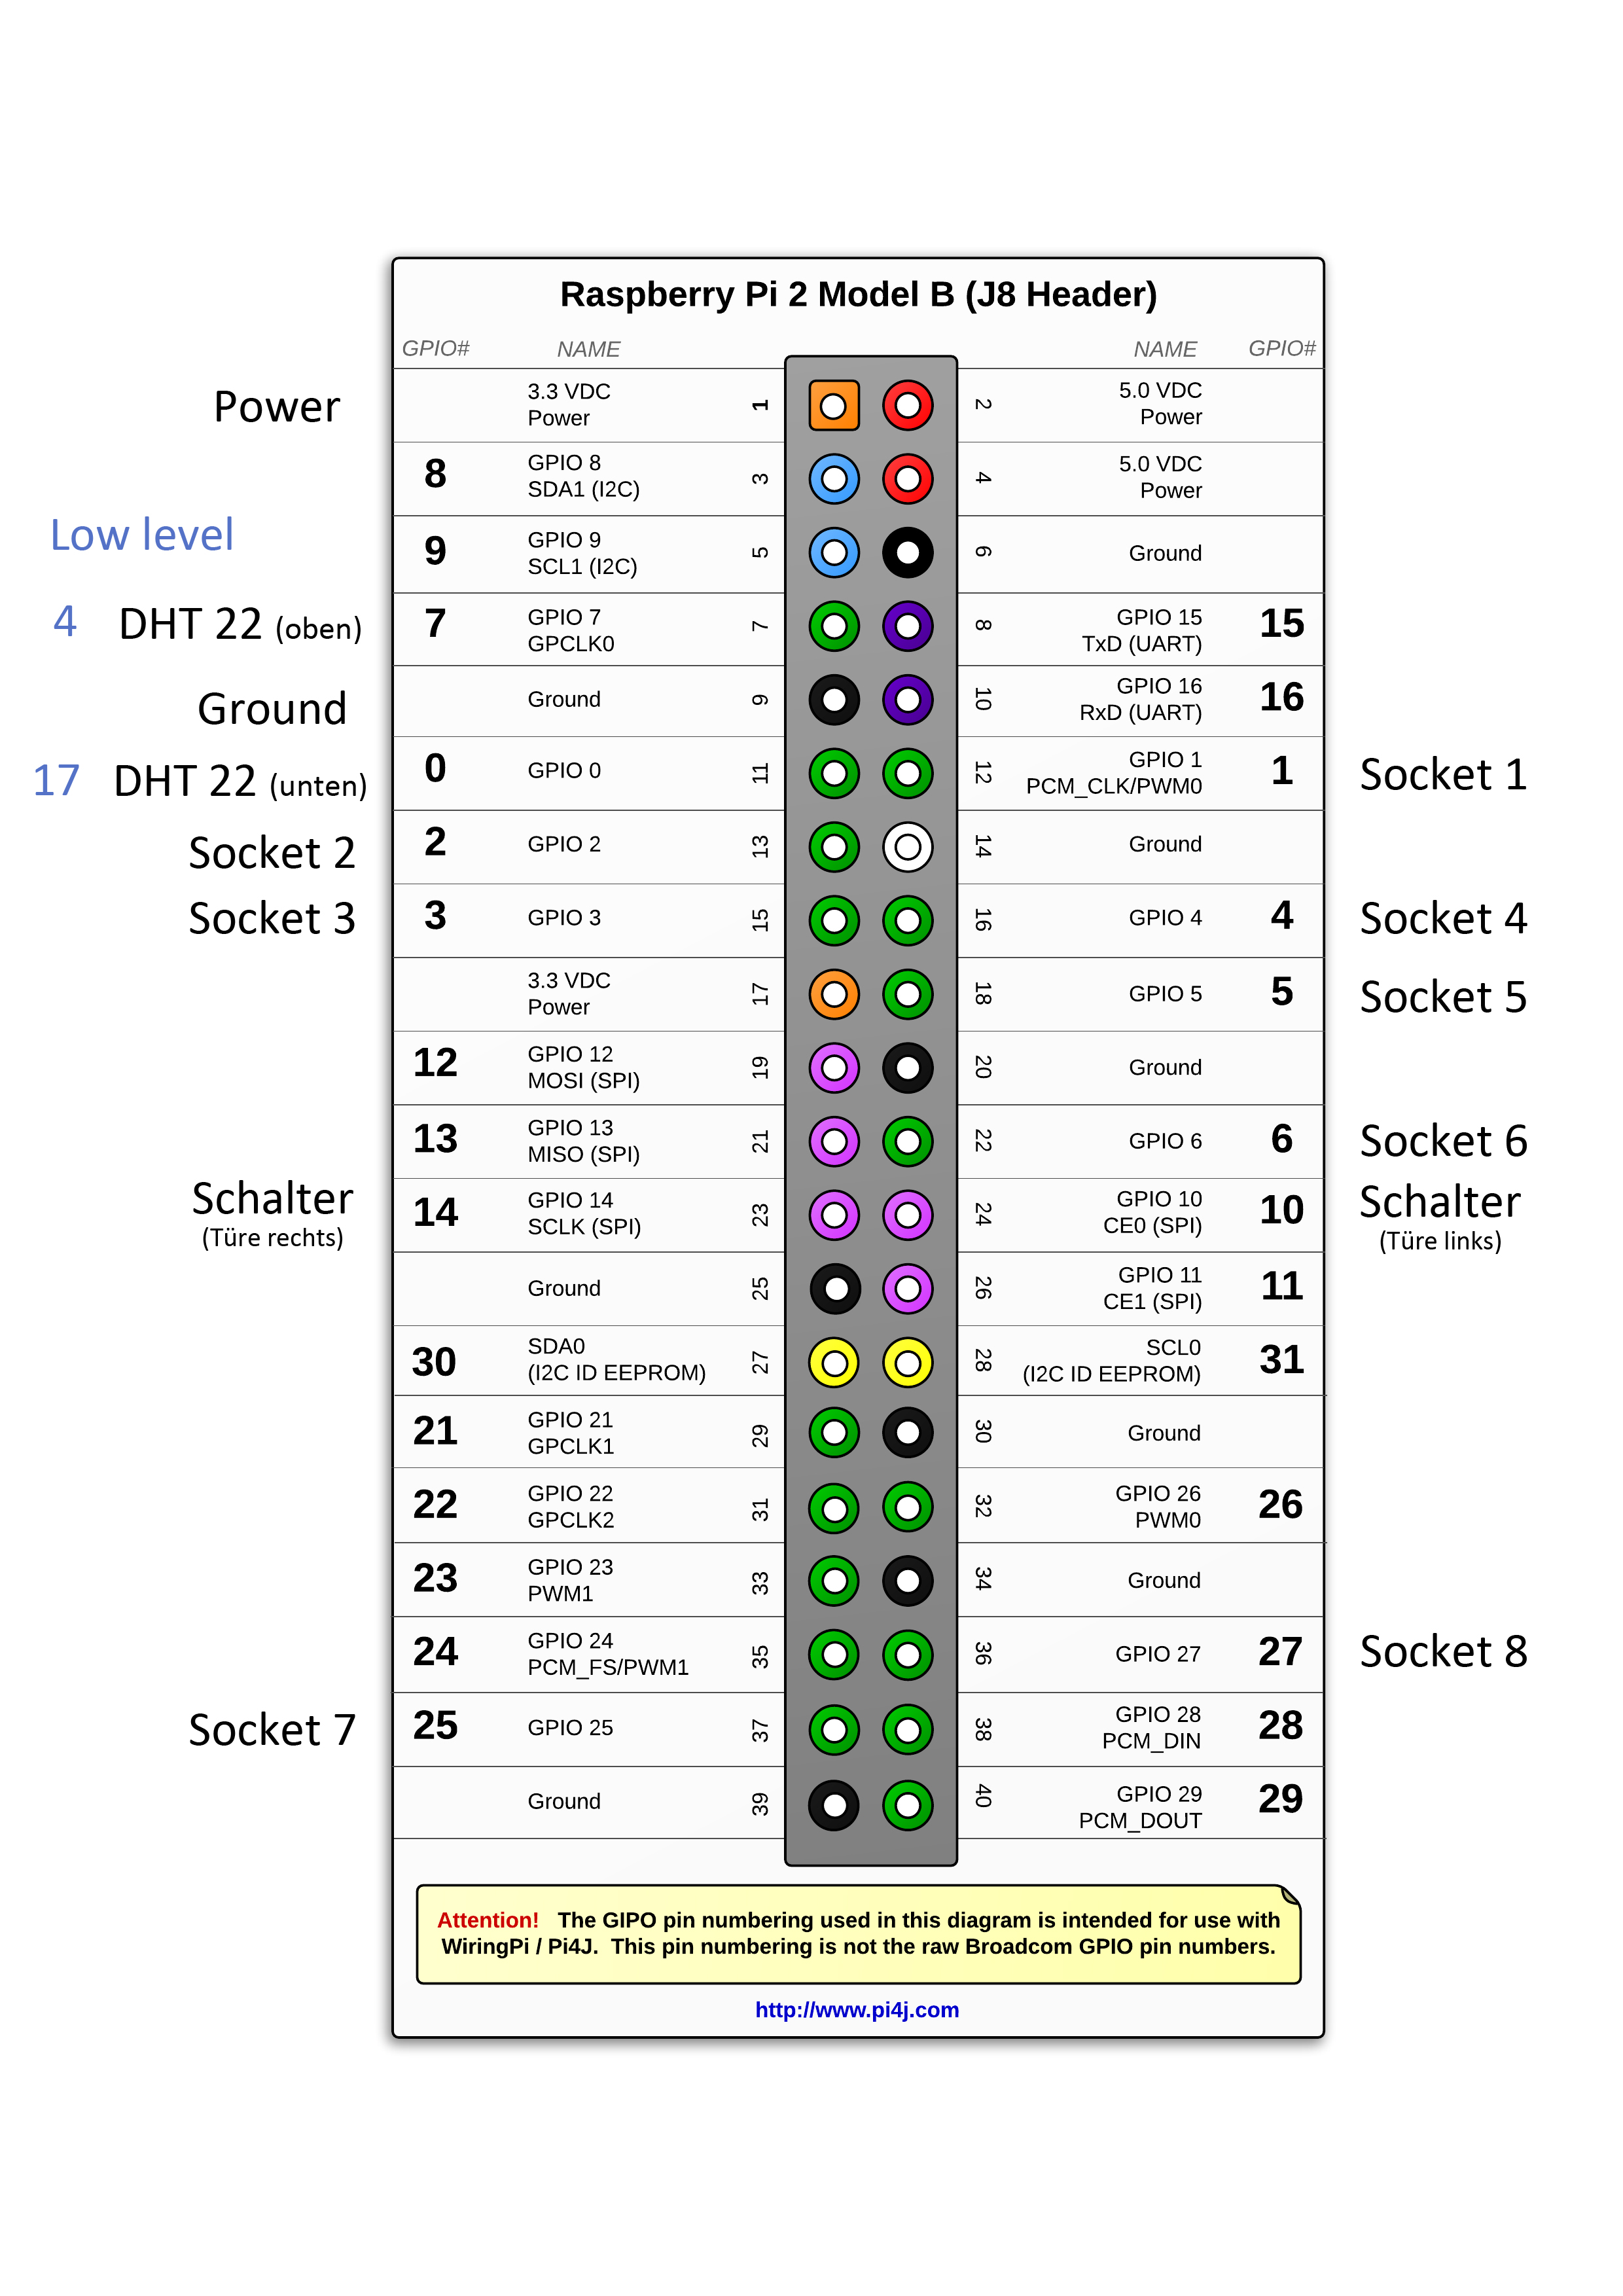 Raspberry Pi 2 Model B (J8 Header)
GPIO# NAME NAME GPIO#
Power 3.3 VDC Power 1 2 5.0 VDC Power
8 GPIO 8 SDA1 (I2C) 3 4 5.0 VDC Power
Low level
9 GPIO 9 SCL1 (I2C) 5 6 Ground
4 DHT 22 (oben) 7 GPIO 7 GPCLK0 7 8 GPIO 15 TxD (UART) 15
Ground Ground 9 10 GPIO 16 RxD (UART) 16
17 DHT 22 (unten) 0 GPIO 0 11 12 GPIO 1 PCM_CLK/PWM0 1 Socket 1
Socket 2 2 GPIO 2 13 14 Ground
Socket 3 3 GPIO 3 15 16 GPIO 4 4 Socket 4
3.3 VDC Power 17 18 GPIO 5 5 Socket 5
12 GPIO 12 MOSI (SPI) 19 20 Ground
13 GPIO 13 MISO (SPI) 21 22 GPIO 6 6 Socket 6
Schalter (Türe rechts) 14 GPIO 14 SCLK (SPI) 23 24 GPIO 10 CE0 (SPI) 10 Schalter (Türe links)
Ground 25 26 GPIO 11 CE1 (SPI) 11
30 SDA0 (I2C ID EEPROM) 27 28 SCL0 (I2C ID EEPROM) 31
21 GPIO 21 GPCLK1 29 30 Ground
22 GPIO 22 GPCLK2 31 32 GPIO 26 PWM0 26
23 GPIO 23 PWM1 33 34 Ground
24 GPIO 24 PCM_FS/PWM1 35 36 GPIO 27 27 Socket 8
Socket 7 25 GPIO 25 37 38 GPIO 28 PCM_DIN 28
Ground 39 40 GPIO 29 PCM_DOUT 29
Attention! The GIPO pin numbering used in this diagram is intended for use with
WiringPi / Pi4J. This pin numbering is not the raw Broadcom GPIO pin numbers.
http://www.pi4j.com